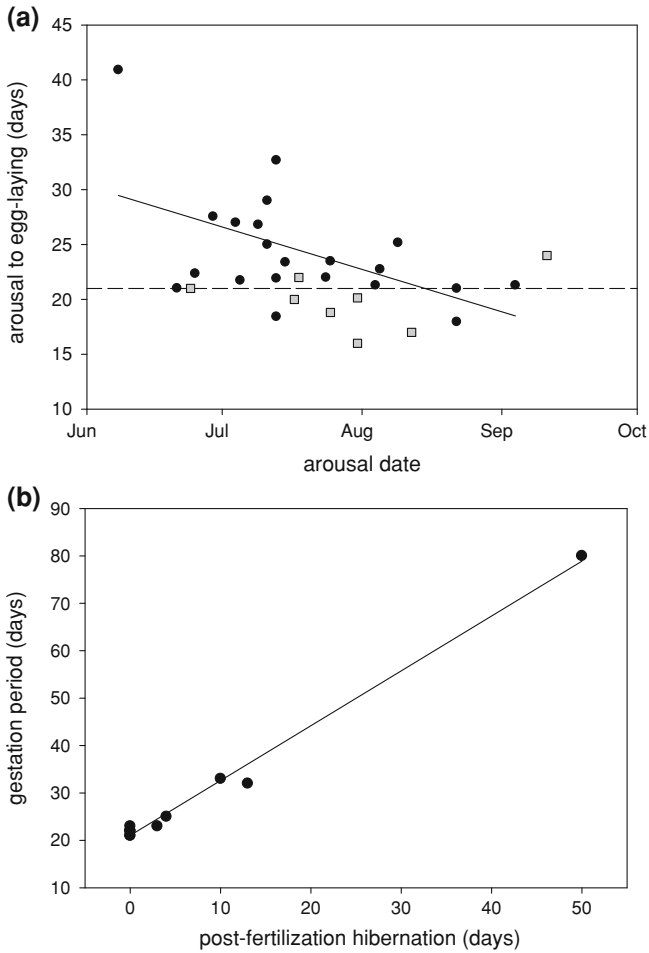 (a)
45
40
35
30
25
20
15
10
arousal to egg-laying (days)
Jun Jul Aug Sep Oct
arousal date
(b)
90
80
70
60
50
40
30
20
10
gestation period (days)
0 10 20 30 40 50
post-fertilization hibernation (days)